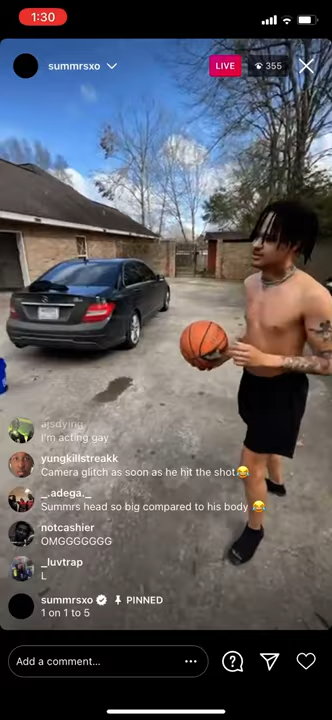 1:30
summrsxo
LIVE
355
ajsdying
I'm acting gay
yungkillstreakk
Camera glitch as soon as he hit the shot😂
_.adega._
Summrs head so big compared to his body 😂
notcashier
OMGGGGGGG
_luvtrap
L
summrsxo PINNED
1 on 1 to 5
Add a comment...